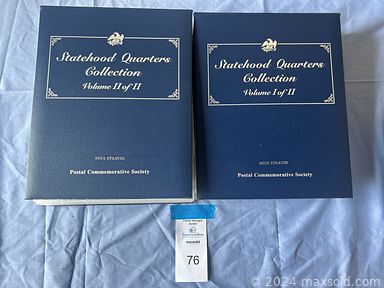 Statehood Quarters
Collection
Volume II of II
Postal Commemorative Society
Statehood Quarters
Collection
Volume I of II
Postal Commemorative Society
maxsold
76
© 2024 maxsold.com